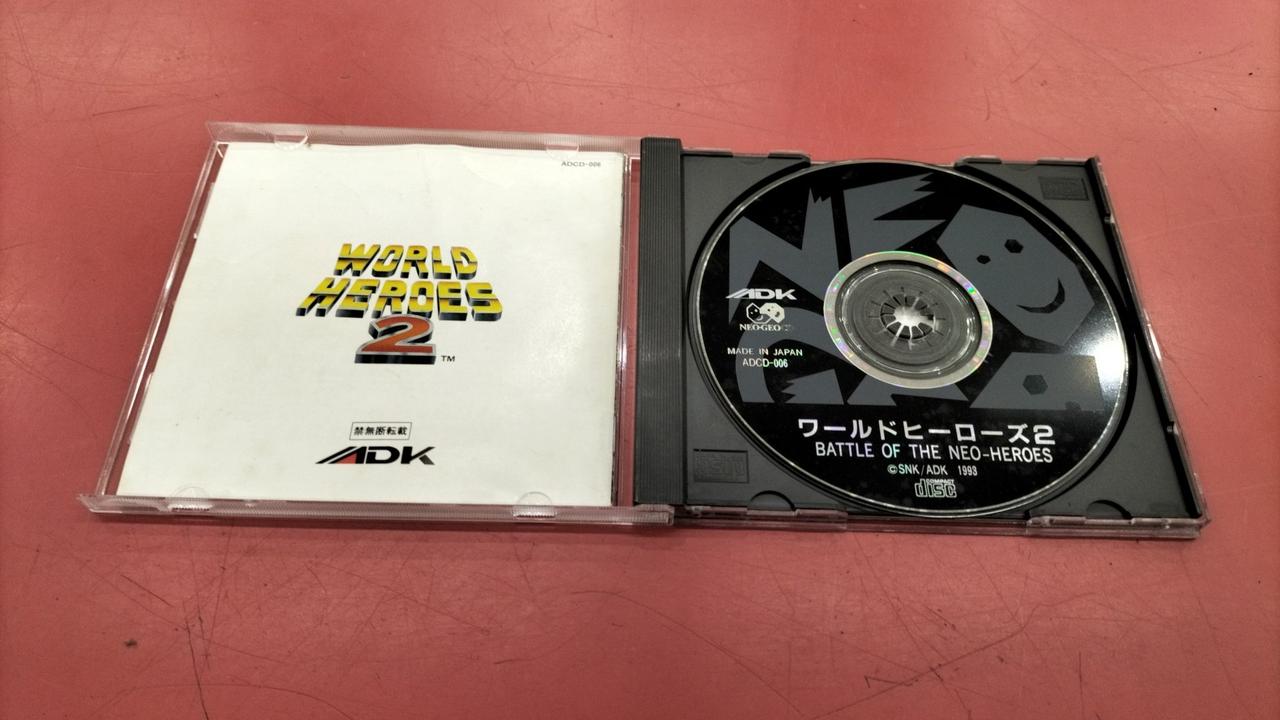 ADCD-006
WORLD
HEROES
2 ™
禁無断転載
ADK
NEO
GEO
ADK
NEO·GEO CD
MADE IN JAPAN
ADCD-006
ワールドヒーローズ2
BATTLE OF THE NEO-HEROES
©SNK/ADK 1993
COMPACT
disc